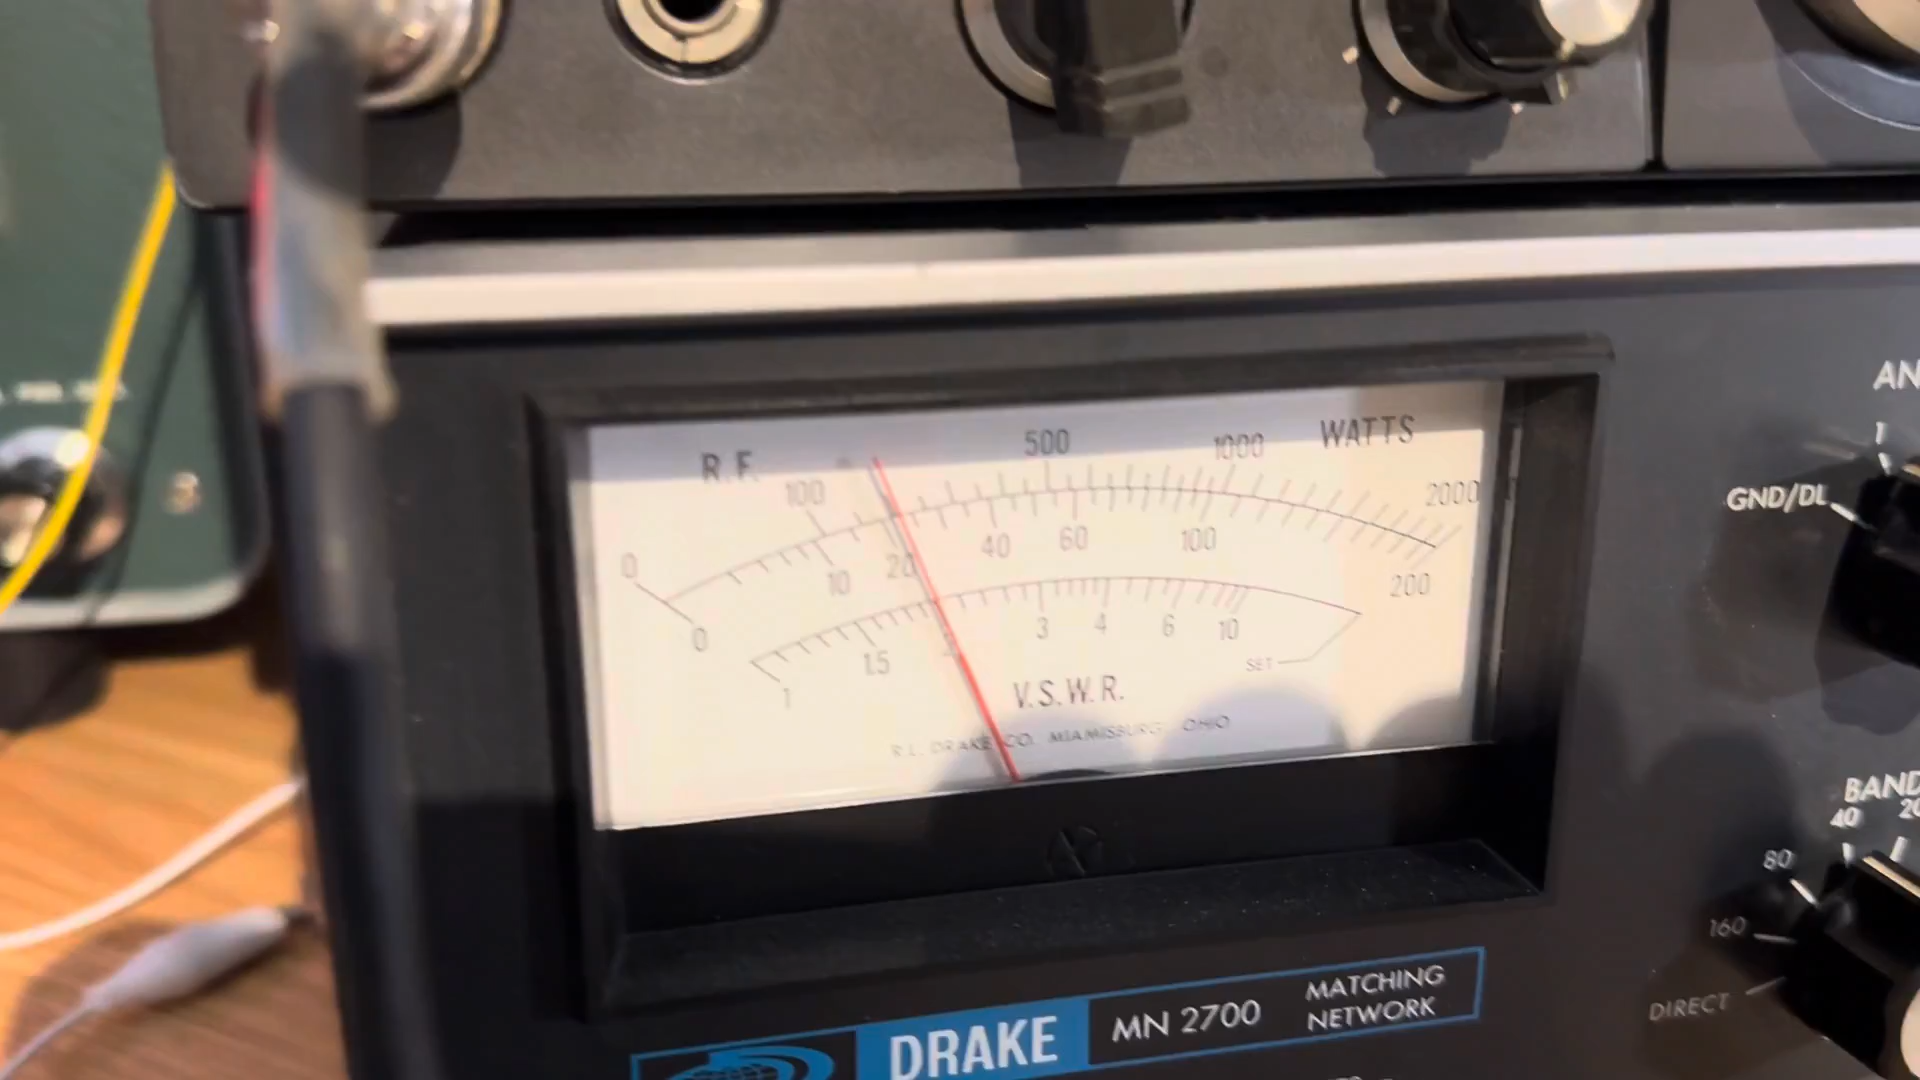 R.F.
WATTS
100
500
1000
2000
0
10
20
40
60
100
200
0
1
1.5
2
3
4
6
10
SET
V.S.W.R.
R.L. DRAKE CO. MIAMISBURG OHIO
DRAKE
MN 2700
MATCHING
NETWORK
AN
1
GND/DL
BAND
40
20
80
160
DIRECT